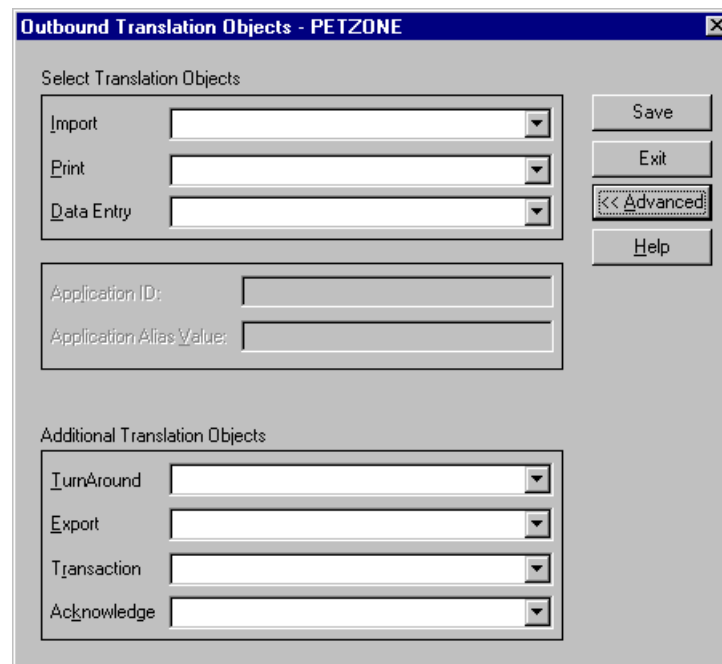 Outbound Translation Objects - PETZONE
Select Translation Objects
Import
Print
Data Entry
Save
Exit
<< Advanced
Help
Application ID:
Application Alias Value:
Additional Translation Objects
TurnAround
Export
Transaction
Acknowledge